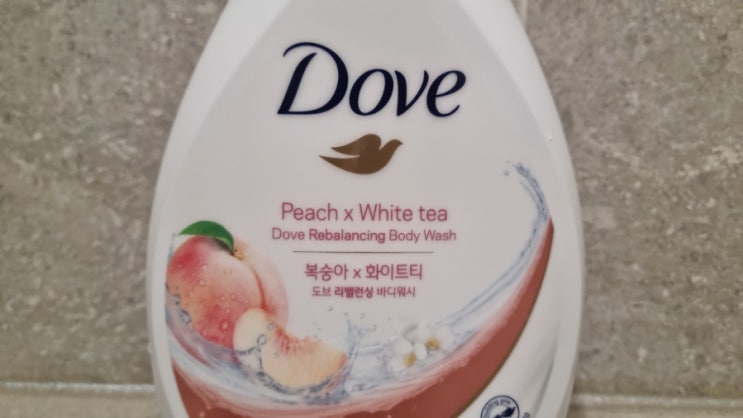 Dove
Peach x White tea
Dove Rebalancing Body Wash
복숭아 x 화이트티
도브 리밸런싱 바디워시